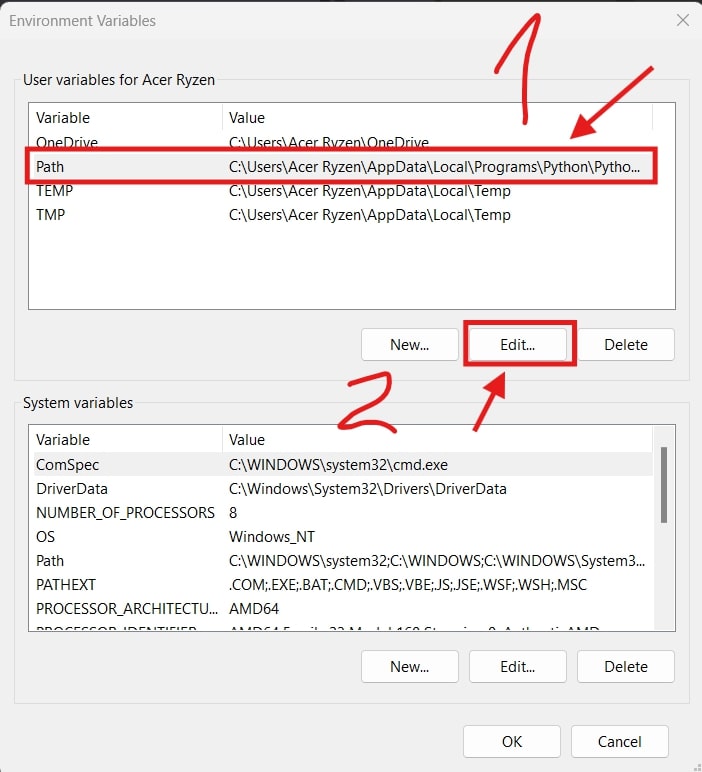 Environment Variables
1
User variables for Acer Ryzen
Variable Value
OneDrive C:\Users\Acer Ryzen\OneDrive
Path C:\Users\Acer Ryzen\AppData\Local\Programs\Python\Pytho...
TEMP C:\Users\Acer Ryzen\AppData\Local\Temp
TMP C:\Users\Acer Ryzen\AppData\Local\Temp
New... Edit... Delete
2
System variables
Variable Value
ComSpec C:\WINDOWS\system32\cmd.exe
DriverData C:\Windows\System32\Drivers\DriverData
NUMBER_OF_PROCESSORS 8
OS Windows_NT
Path C:\WINDOWS\system32;C:\WINDOWS;C:\WINDOWS\System3...
PATHEXT .COM;.EXE;.BAT;.CMD;.VBS;.VBE;.JS;.JSE;.WSF;.WSH;.MSC
PROCESSOR_ARCHITECTU... AMD64
New... Edit... Delete
OK Cancel